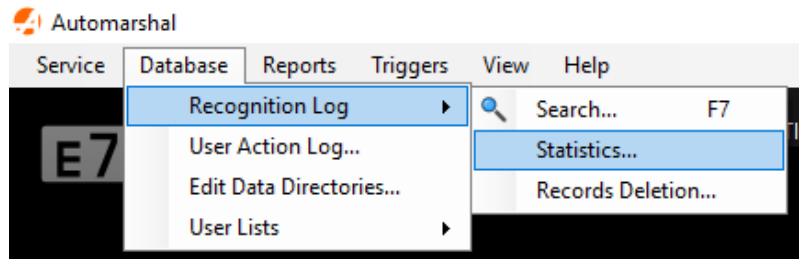 Automarshal
Service Database Reports Triggers View Help
Recognition Log
User Action Log...
Edit Data Directories...
User Lists
Search... F7
Statistics...
Records Deletion...
E7